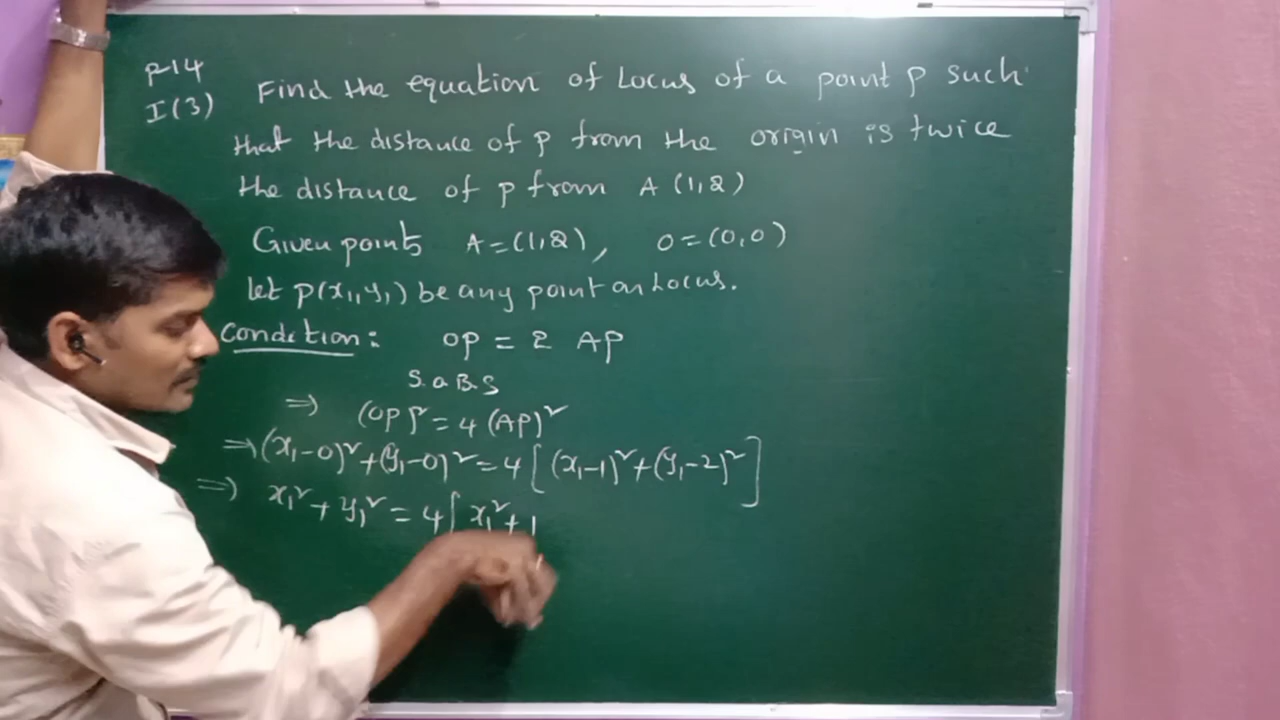 P-14
I(3)
Find the equation of Locus of a point P such
that the distance of P from the origin is twice
the distance of P from A (1,2)
Given points A=(1,2), O=(0,0)
Let P(x₁,y₁) be any point on Locus.
Condition: OP = 2 AP
S.O.B.S
⇒ (OP)² = 4 (AP)²
⇒ (x₁-0)²+(y₁-0)² = 4[(x₁-1)²+(y₁-2)²]
⇒ x₁²+y₁² = 4[x₁²+1